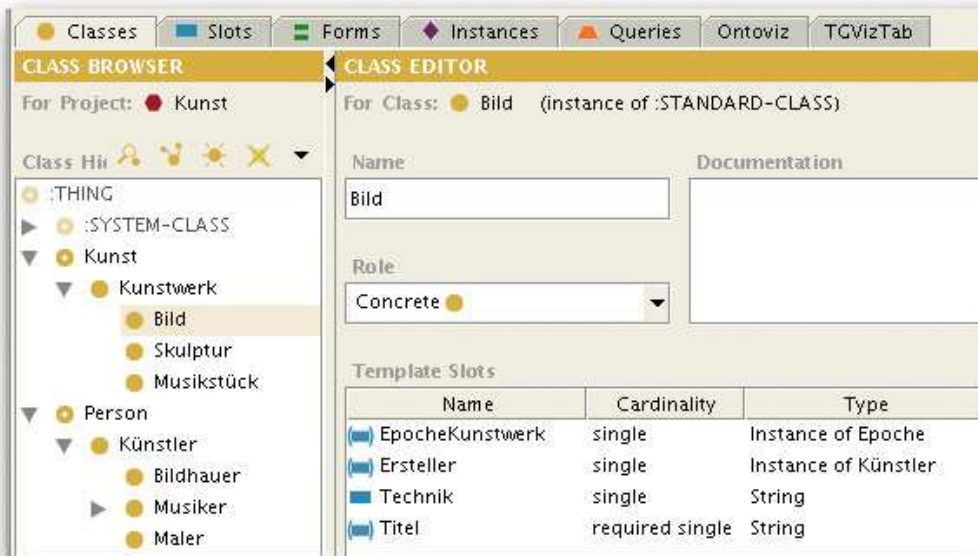 Classes Slots Forms Instances Queries Ontoviz TGVizTab
CLASS BROWSER
For Project: Kunst
Class Hi
:THING
:SYSTEM-CLASS
Kunst
Kunstwerk
Bild
Skulptur
Musikstück
Person
Künstler
Bildhauer
Musiker
Maler
CLASS EDITOR
For Class: Bild (instance of :STANDARD-CLASS)
Name
Bild
Documentation
Role
Concrete
Template Slots
Name Cardinality Type
EpocheKunstwerk single Instance of Epoche
Ersteller single Instance of Künstler
Technik single String
Titel required single String